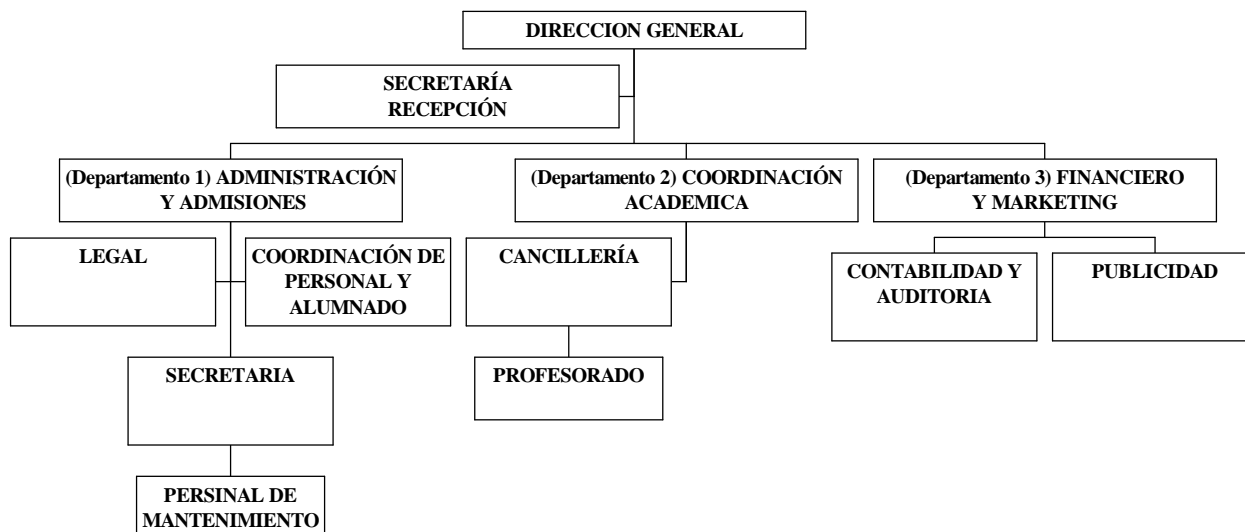 DIRECCION GENERAL
SECRETARÍA
RECEPCIÓN
(Departamento 1) ADMINISTRACIÓN
Y ADMISIONES
(Departamento 2) COORDINACIÓN
ACADEMICA
(Departamento 3) FINANCIERO
Y MARKETING
LEGAL
COORDINACIÓN DE
PERSONAL Y
ALUMNADO
CANCILLERÍA
CONTABILIDAD Y
AUDITORIA
PUBLICIDAD
SECRETARIA
PROFESORADO
PERSINAL DE
MANTENIMIENTO